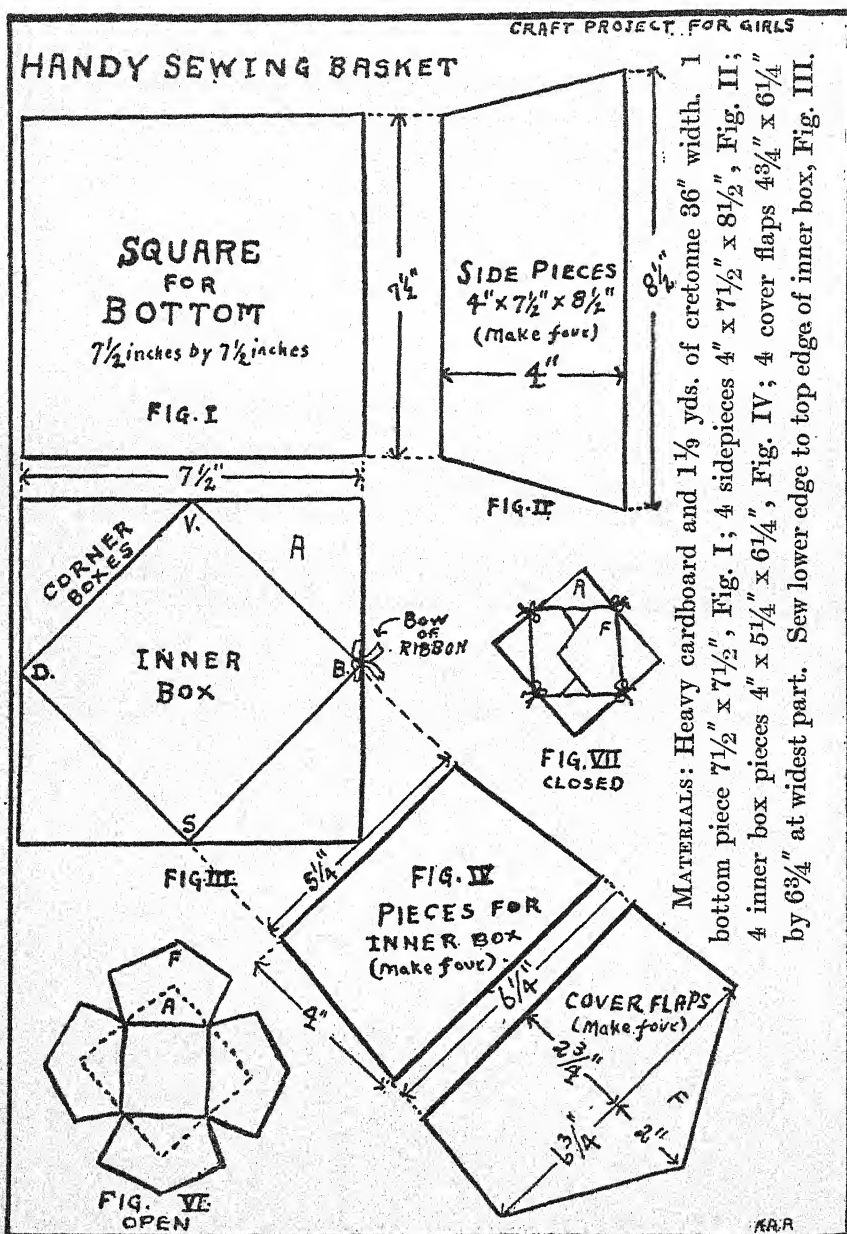 CRAFT PROJECT FOR GIRLS
HANDY SEWING BASKET
SQUARE
FOR
BOTTOM
7½ inches by 7½ inches
FIG. I
7½"
7½"
SIDE PIECES
4" x 7½" x 8½"
(Make four)
4"
8½"
FIG. II
CORNER
BOXES
V.
A
D.
INNER
BOX
B.
S
BOW
OF
RIBBON
FIG. III
A
F
FIG. VII
CLOSED
5¼"
FIG. IV
PIECES FOR
INNER BOX
(Make four)
4"
6¼"
COVER FLAPS
(Make four)
2¾"
6¾"
2"
F
F
A
FIG. VI
OPEN
MATERIALS: Heavy cardboard and 1⅑ yds. of cretonne 36" width. 1
bottom piece 7½" x 7½", Fig. I; 4 sidepieces 4" x 7½" x 8½", Fig. II;
4 inner box pieces 4" x 5¼" x 6¼", Fig. IV; 4 cover flaps 4¾" x 6¼"
by 6¾" at widest part. Sew lower edge to top edge of inner box, Fig. III.